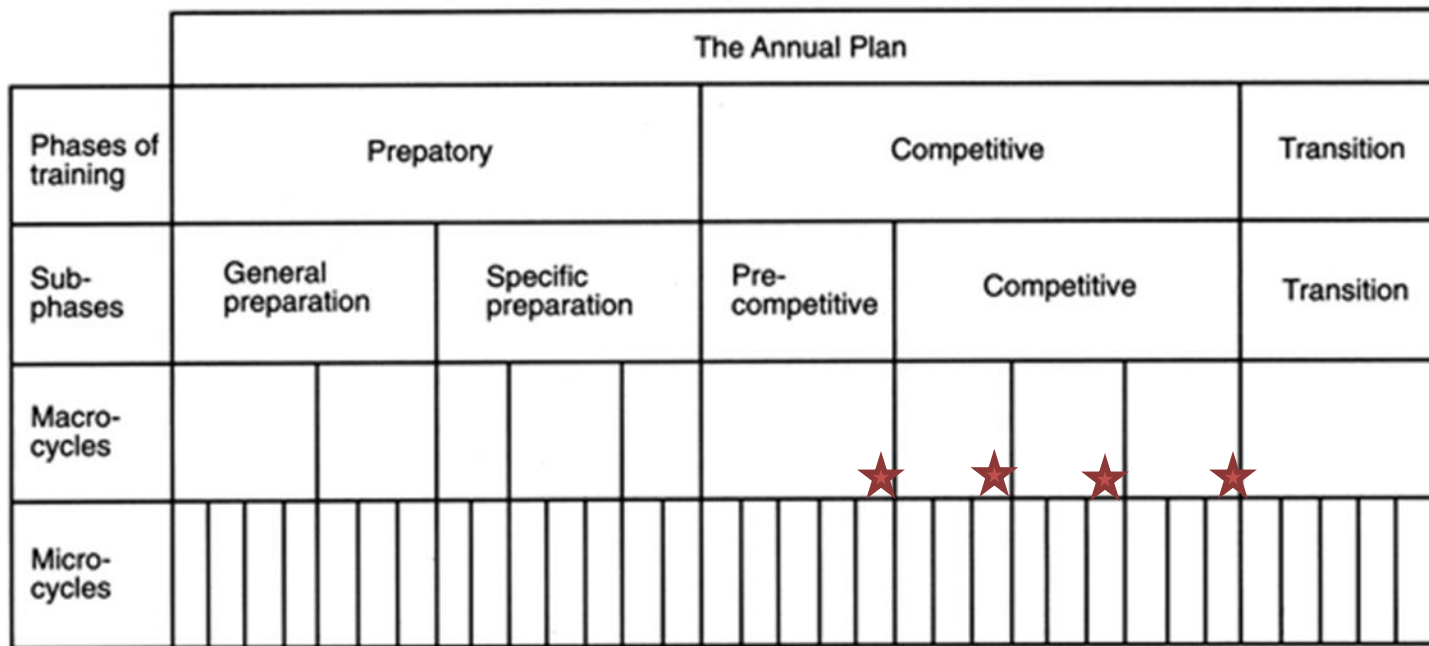 The Annual Plan
Phases of
training
Prepatory
Competitive
Transition
Sub-
phases
General
preparation
Specific
preparation
Pre-
competitive
Competitive
Transition
Macro-
cycles
Micro-
cycles